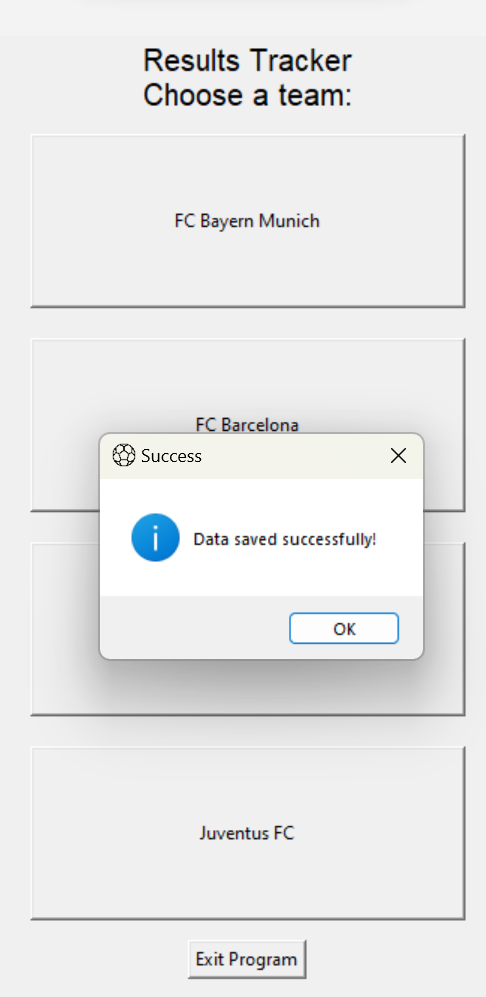 Results Tracker
Choose a team:
FC Bayern Munich
FC Barcelona
Success
Data saved successfully!
OK
Juventus FC
Exit Program